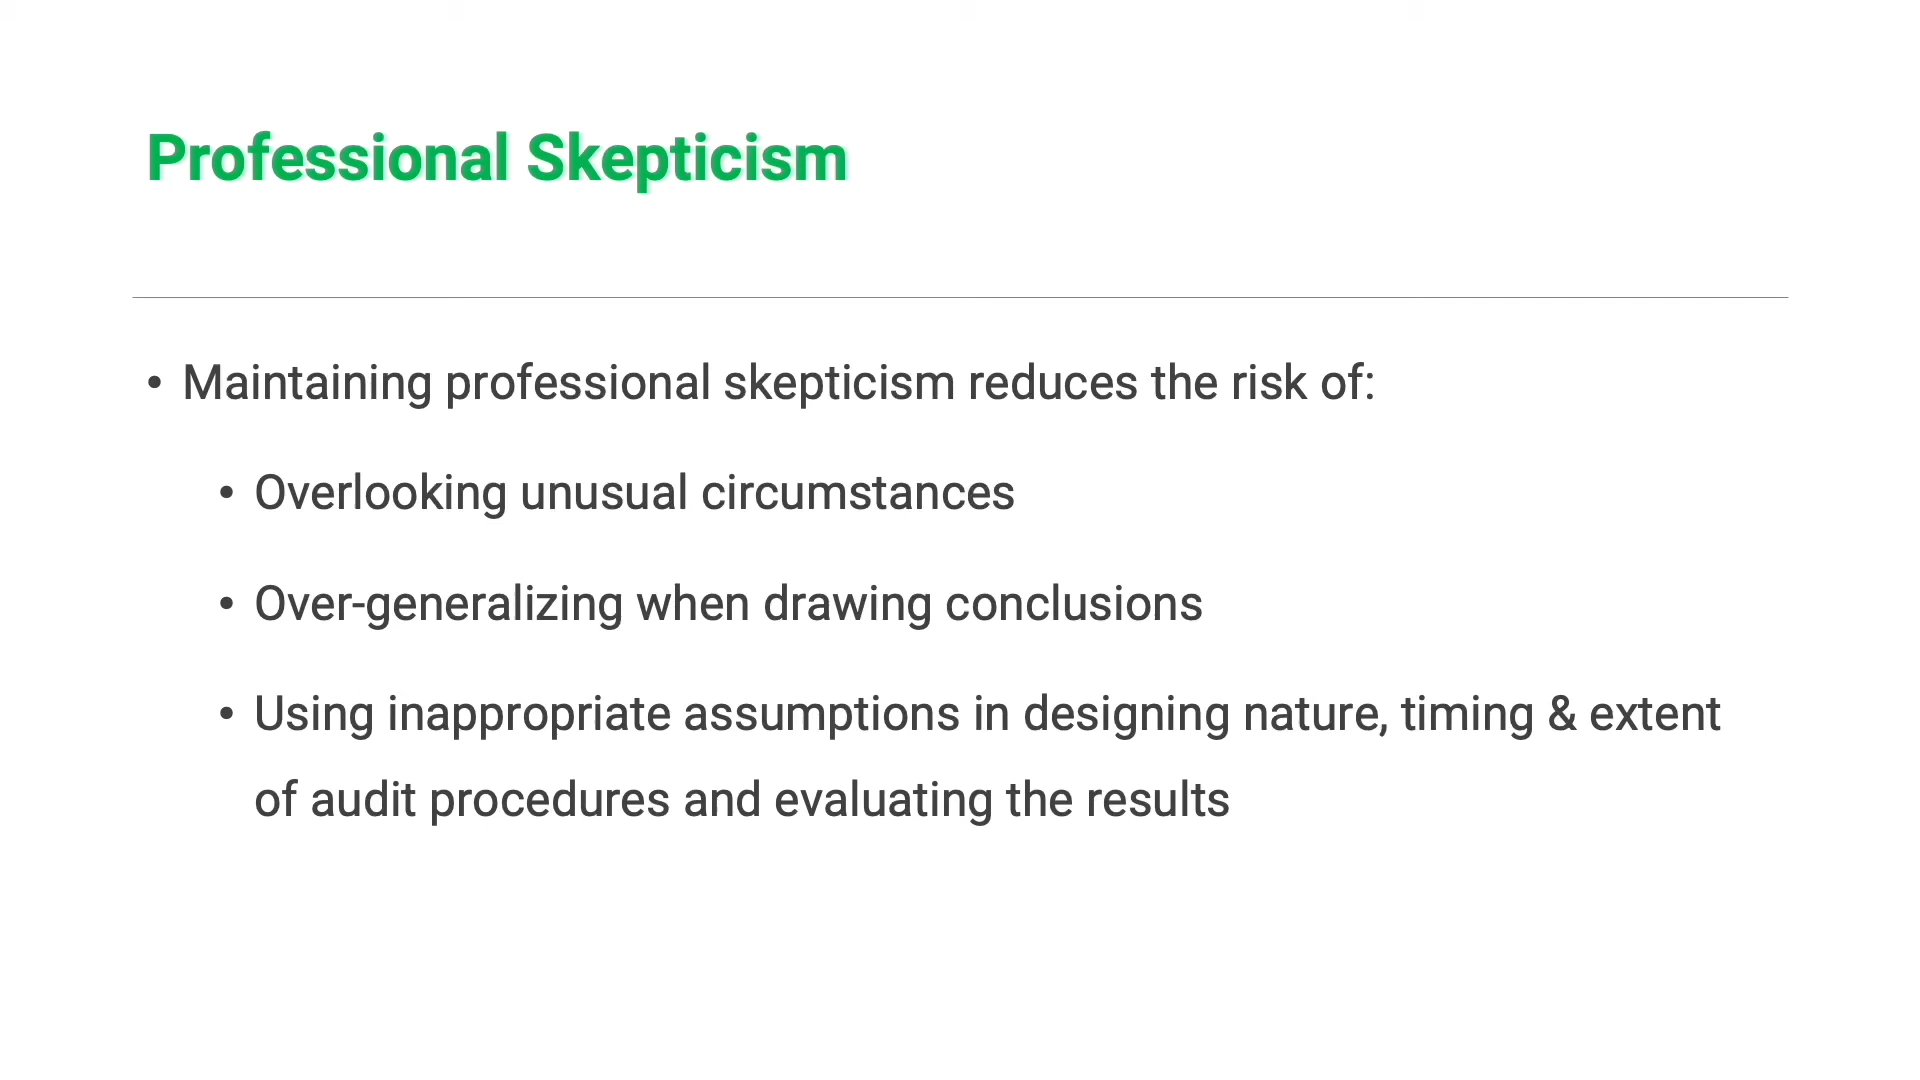 Professional Skepticism
• Maintaining professional skepticism reduces the risk of:
• Overlooking unusual circumstances
• Over-generalizing when drawing conclusions
• Using inappropriate assumptions in designing nature, timing & extent
of audit procedures and evaluating the results